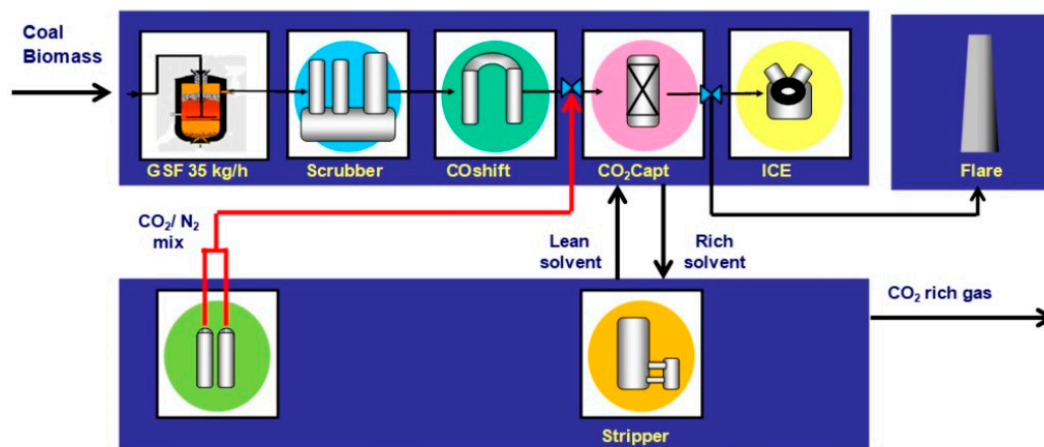 Coal
Biomass
GSF 35 kg/h
Scrubber
COshift
CO₂Capt
ICE
Flare
CO₂/ N₂
mix
Lean
solvent
Rich
solvent
CO₂ rich gas
Stripper